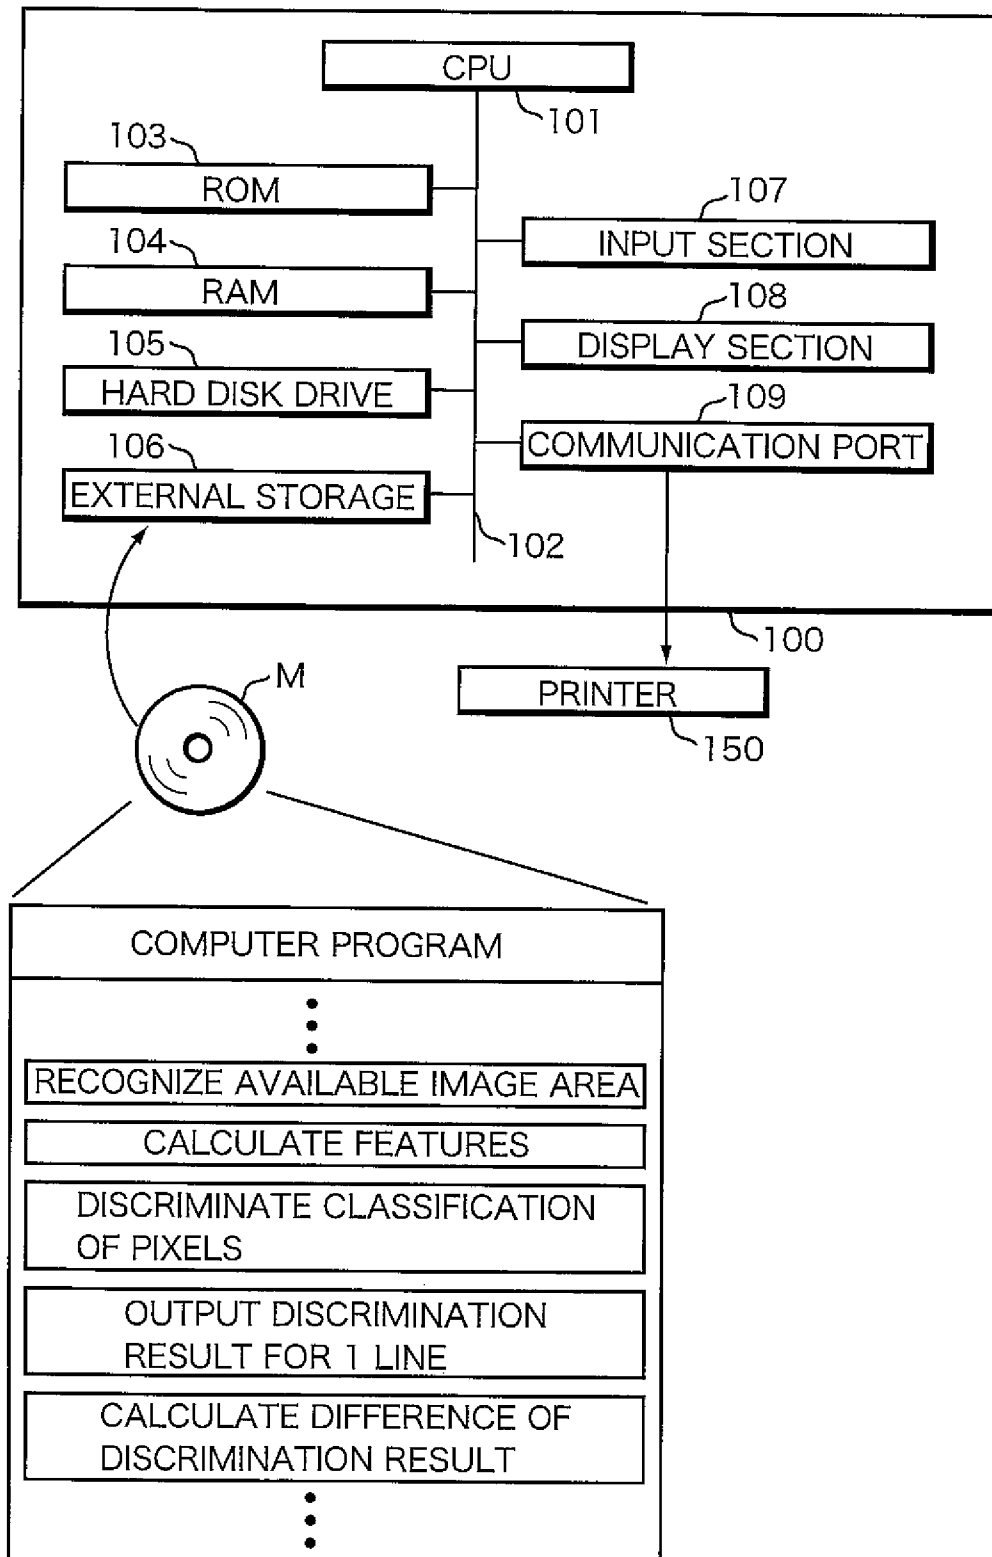 CPU
101
103
ROM
107
INPUT SECTION
104
RAM
108
DISPLAY SECTION
105
HARD DISK DRIVE
109
COMMUNICATION PORT
106
EXTERNAL STORAGE
102
100
M
PRINTER
150
COMPUTER PROGRAM
RECOGNIZE AVAILABLE IMAGE AREA
CALCULATE FEATURES
DISCRIMINATE CLASSIFICATION
OF PIXELS
OUTPUT DISCRIMINATION
RESULT FOR 1 LINE
CALCULATE DIFFERENCE OF
DISCRIMINATION RESULT